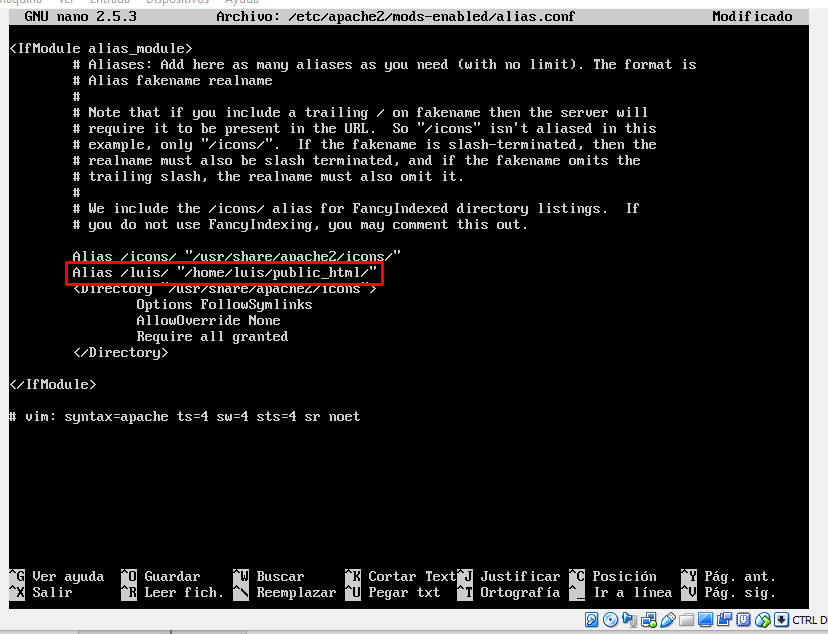 Máquina Ver Entrada Dispositivos Ayuda
GNU nano 2.5.3 Archivo: /etc/apache2/mods-enabled/alias.conf Modificado
<IfModule alias_module>
# Aliases: Add here as many aliases as you need (with no limit). The format is
# Alias fakename realname
#
# Note that if you include a trailing / on fakename then the server will
# require it to be present in the URL.  So "/icons" isn't aliased in this
# example, only "/icons/".  If the fakename is slash-terminated, then the
# realname must also be slash terminated, and if the fakename omits the
# trailing slash, the realname must also omit it.
#
# We include the /icons/ alias for FancyIndexed directory listings.  If
# you do not use FancyIndexing, you may comment this out.
Alias /icons/ "/usr/share/apache2/icons/"
Alias /luis/ "/home/luis/public_html/"
<Directory "/usr/share/apache2/icons">
Options FollowSymlinks
AllowOverride None
Require all granted
</Directory>
</IfModule>
# vim: syntax=apache ts=4 sw=4 sts=4 sr noet
^G Ver ayuda ^O Guardar ^W Buscar ^K Cortar Text ^J Justificar ^C Posición ^Y Pág. ant.
^X Salir ^R Leer fich. ^\ Reemplazar ^U Pegar txt ^T Ortografía ^_ Ir a línea ^V Pág. sig.
CTRL D